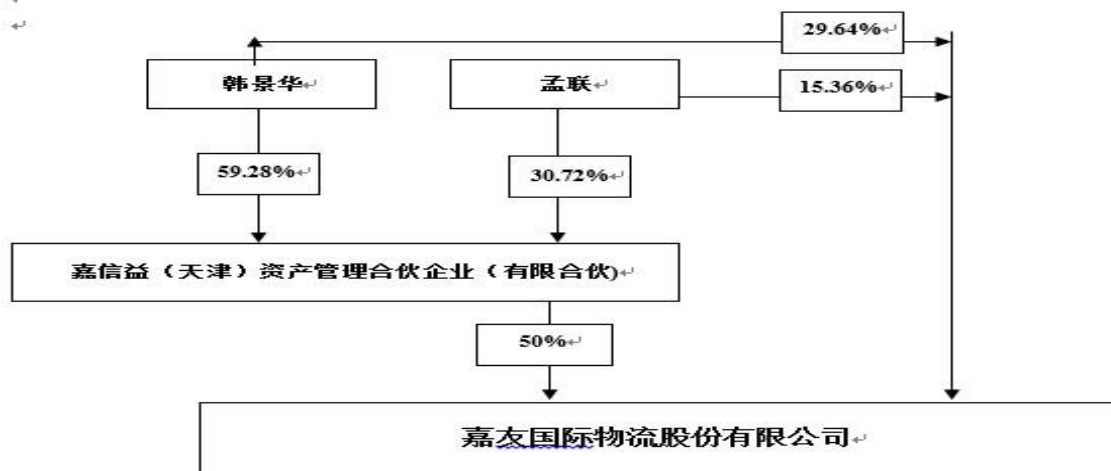 29.64%
韩景华
孟联
15.36%
59.28%
30.72%
嘉信益（天津）资产管理合伙企业（有限合伙)
50%
嘉友国际物流股份有限公司